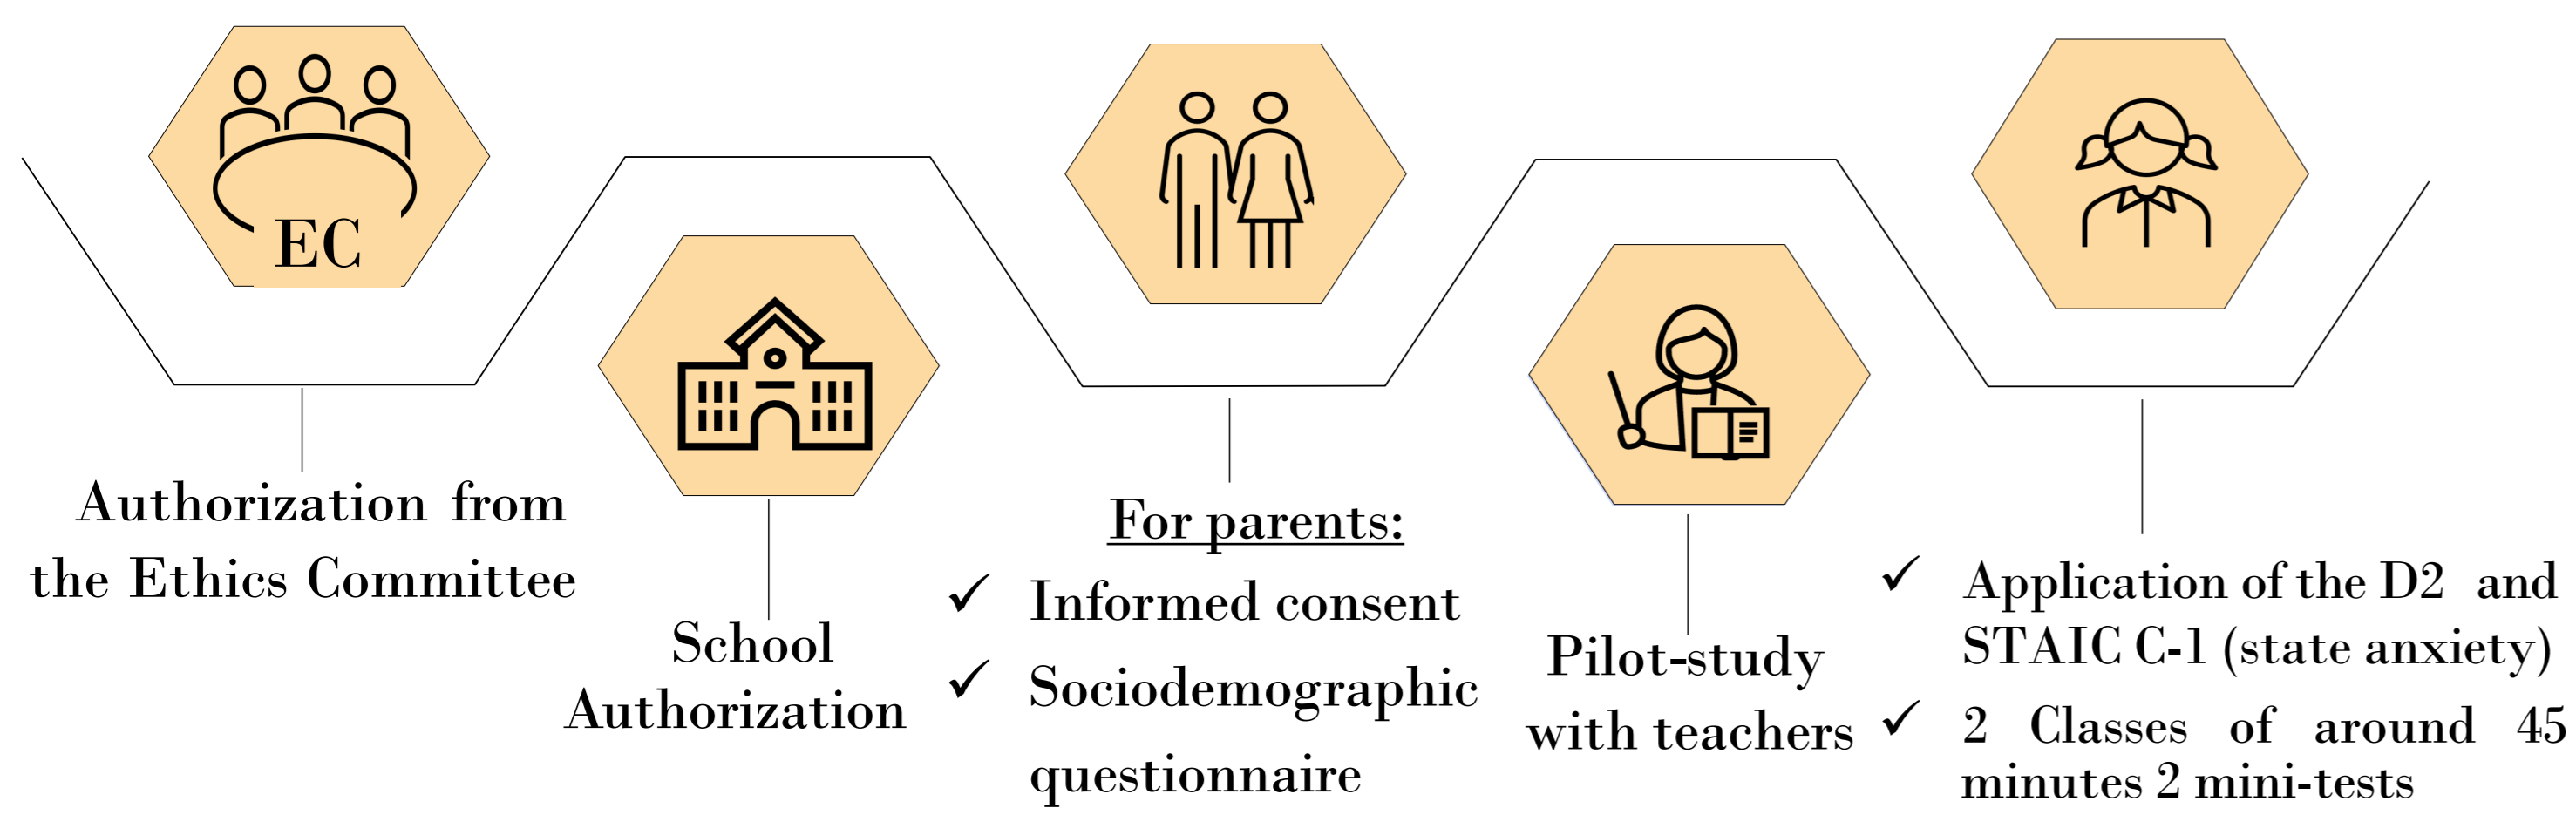 EC
Authorization from
the Ethics Committee
School
Authorization
For parents:
✓ Informed consent
✓ Sociodemographic
questionnaire
Pilot-study
with teachers
✓ Application of the D2 and
STAIC C-1 (state anxiety)
✓ 2 Classes of around 45
minutes 2 mini-tests